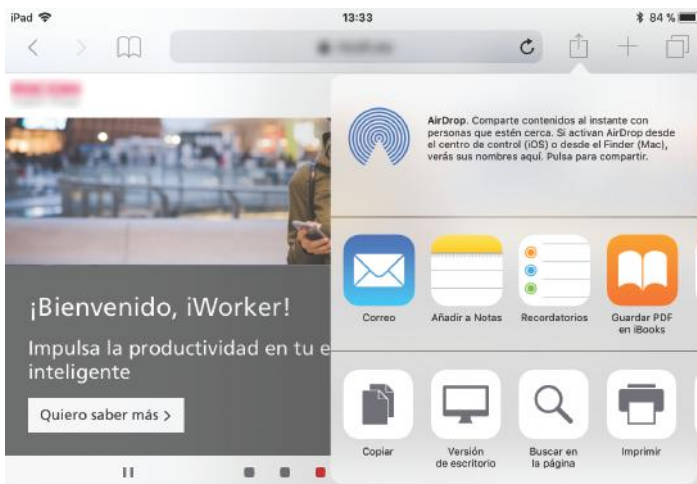 iPad
13:33
84 %
AirDrop. Comparte contenidos al instante con
personas que estén cerca. Si activan AirDrop desde
el centro de control (iOS) o desde el Finder (Mac),
verás sus nombres aquí. Pulsa para compartir.
Correo
Añadir a Notas
Recordatorios
Guardar PDF
en iBooks
¡Bienvenido, iWorker!
Impulsa la productividad en tu e
inteligente
Quiero saber más >
Copiar
Versión
de escritorio
Buscar en
la página
Imprimir